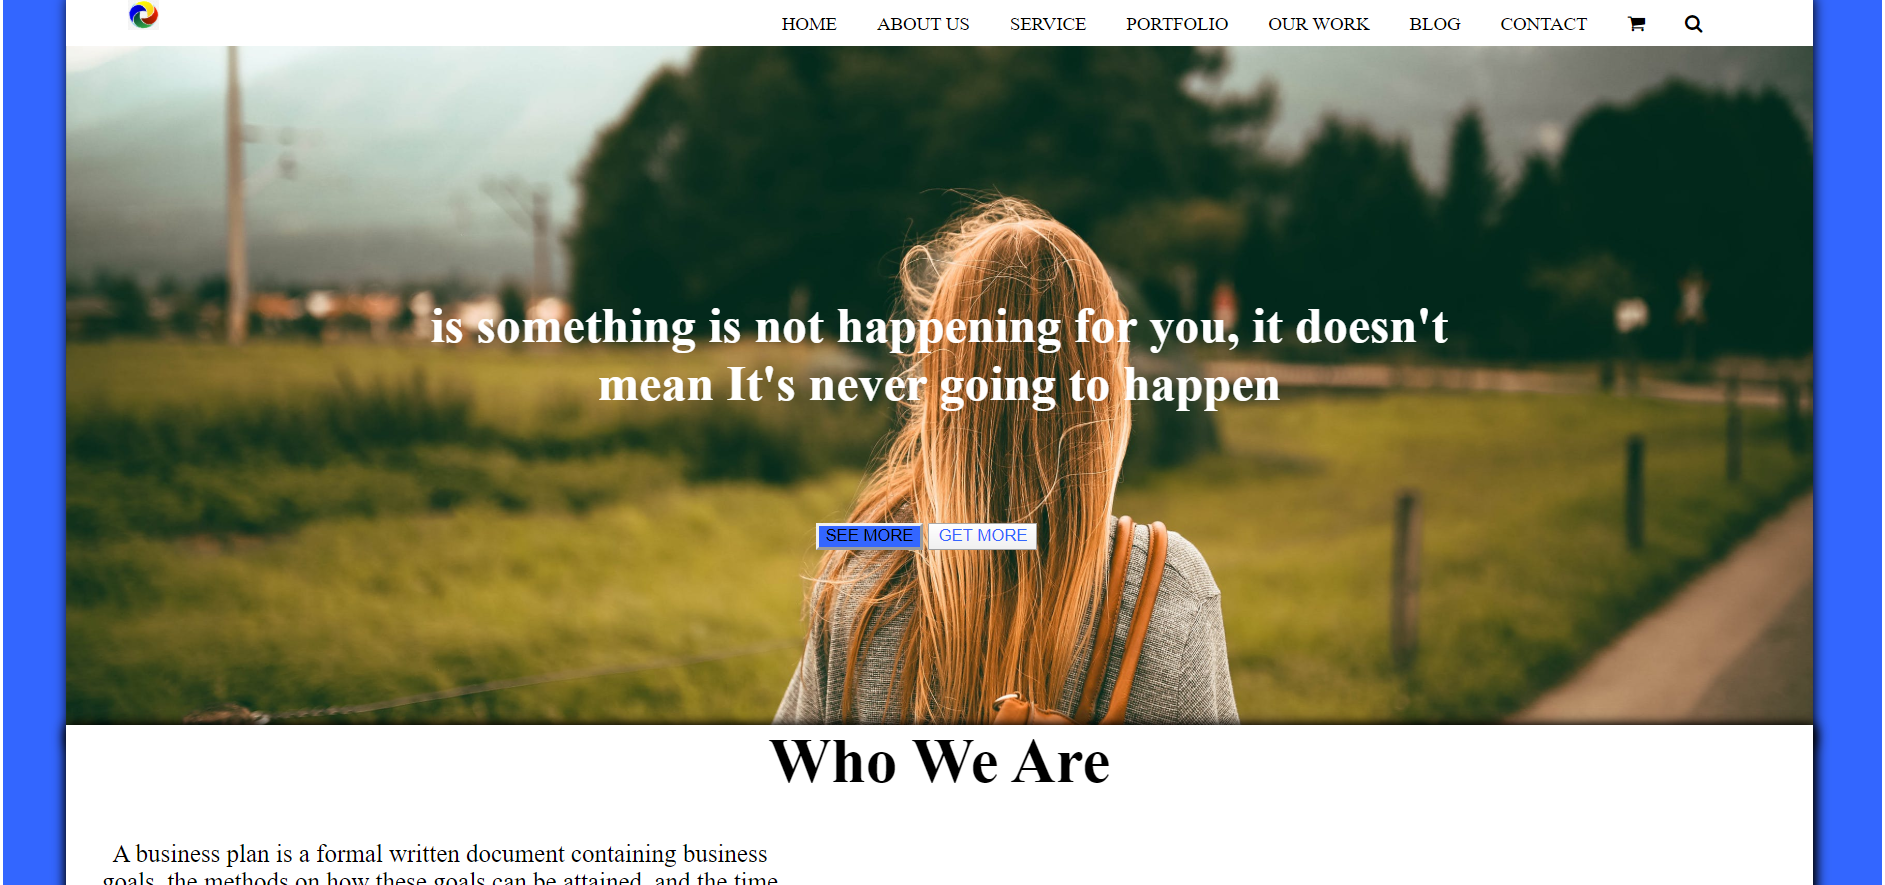 HOME ABOUT US SERVICE PORTFOLIO OUR WORK BLOG CONTACT
is something is not happening for you, it doesn't
mean It's never going to happen
SEE MORE GET MORE
Who We Are
A business plan is a formal written document containing business
goals, the methods on how these goals can be attained, and the time